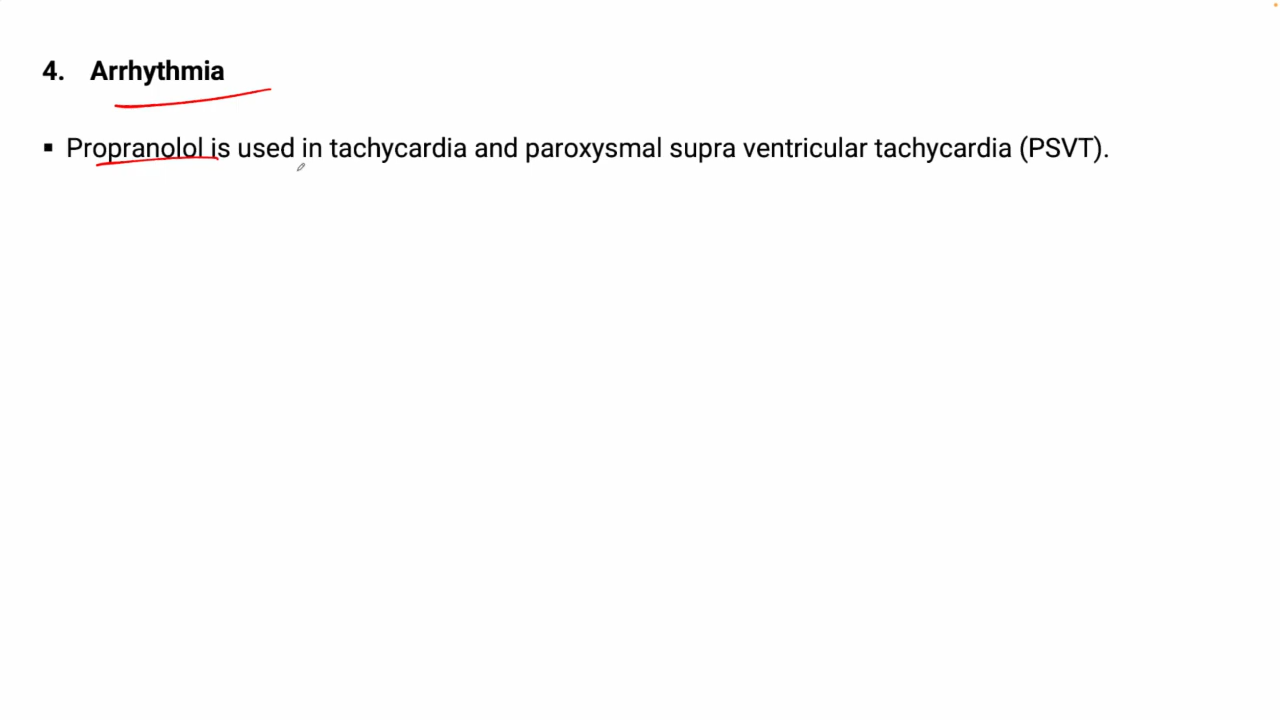 4. Arrhythmia
▪ Propranolol is used in tachycardia and paroxysmal supra ventricular tachycardia (PSVT).